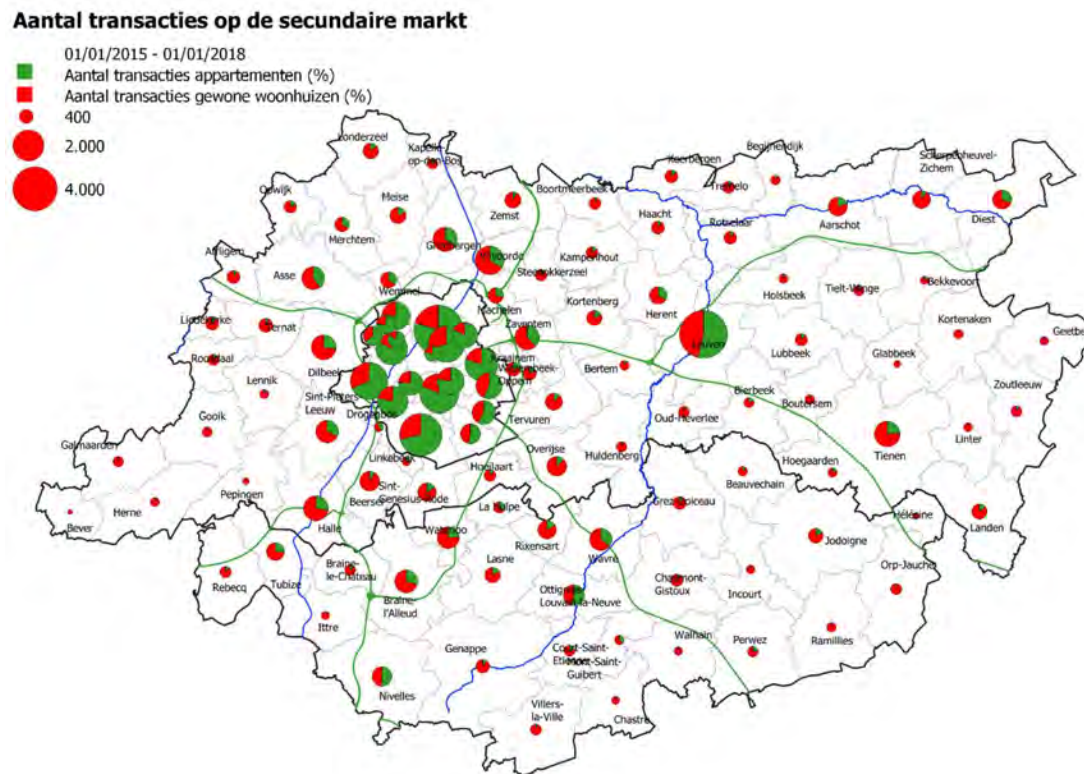 Aantal transacties op de secundaire markt
01/01/2015 - 01/01/2018
Aantal transacties appartementen (%)
Aantal transacties gewone woonhuizen (%)
400
2.000
4.000
Londerzeel
Kapelle-
op-den-Bos
Opwijk
Meise
Merchtem
Grimbergen
Zemst
Boortmeerbeek
Keerbergen
Begijnendijk
Tremelo
Scherpenheuvel-
Zichem
Haacht
Rotselaar
Aarschot
Diest
Affligem
Asse
Wemmel
Vilvoorde
Steenokkerzeel
Kampenhout
Machelen
Kortenberg
Herent
Holsbeek
Tielt-Winge
Bekkevoort
Kortenaken
Geetbe
Liedekerke
Ternat
Roosdaal
Dilbeek
Zaventem
Kraainem
Wezembeek-
Oppem
Leuven
Bertem
Lubbeek
Glabbeek
Zoutleeuw
Lennik
Sint-Pieters-
Leeuw
Drogenbos
Tervuren
Oud-Heverlee
Bierbeek
Boutersem
Linter
Gooik
Galmaarden
Linkebeek
Overijse
Huldenberg
Tienen
Hoegaarden
Pepingen
Hoeilaart
Beersel
Sint-
Genesius-Rode
Beauvechain
Bever
Herne
Halle
La Hulpe
Grez-Doiceau
Hélécine
Landen
Waterloo
Rixensart
Wavre
Jodoigne
Rebecq
Tubize
Braine-
le-Château
Lasne
Orp-Jauche
Braine-
l'Alleud
Ottignies-
Louvain-la-Neuve
Chaumont-
Gistoux
Incourt
Ittre
Genappe
Court-Saint-
Etienne
Mont-Saint-
Guibert
Walhain
Perwez
Ramillies
Nivelles
Villers-
la-Ville
Chastre